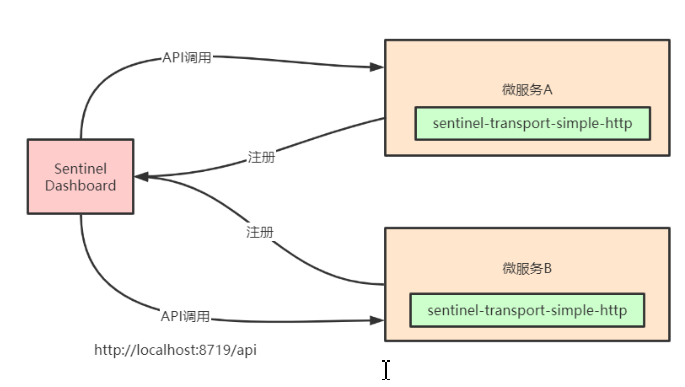 API调用
微服务A
sentinel-transport-simple-http
注册
Sentinel
Dashboard
注册
微服务B
sentinel-transport-simple-http
API调用
http://localhost:8719/api